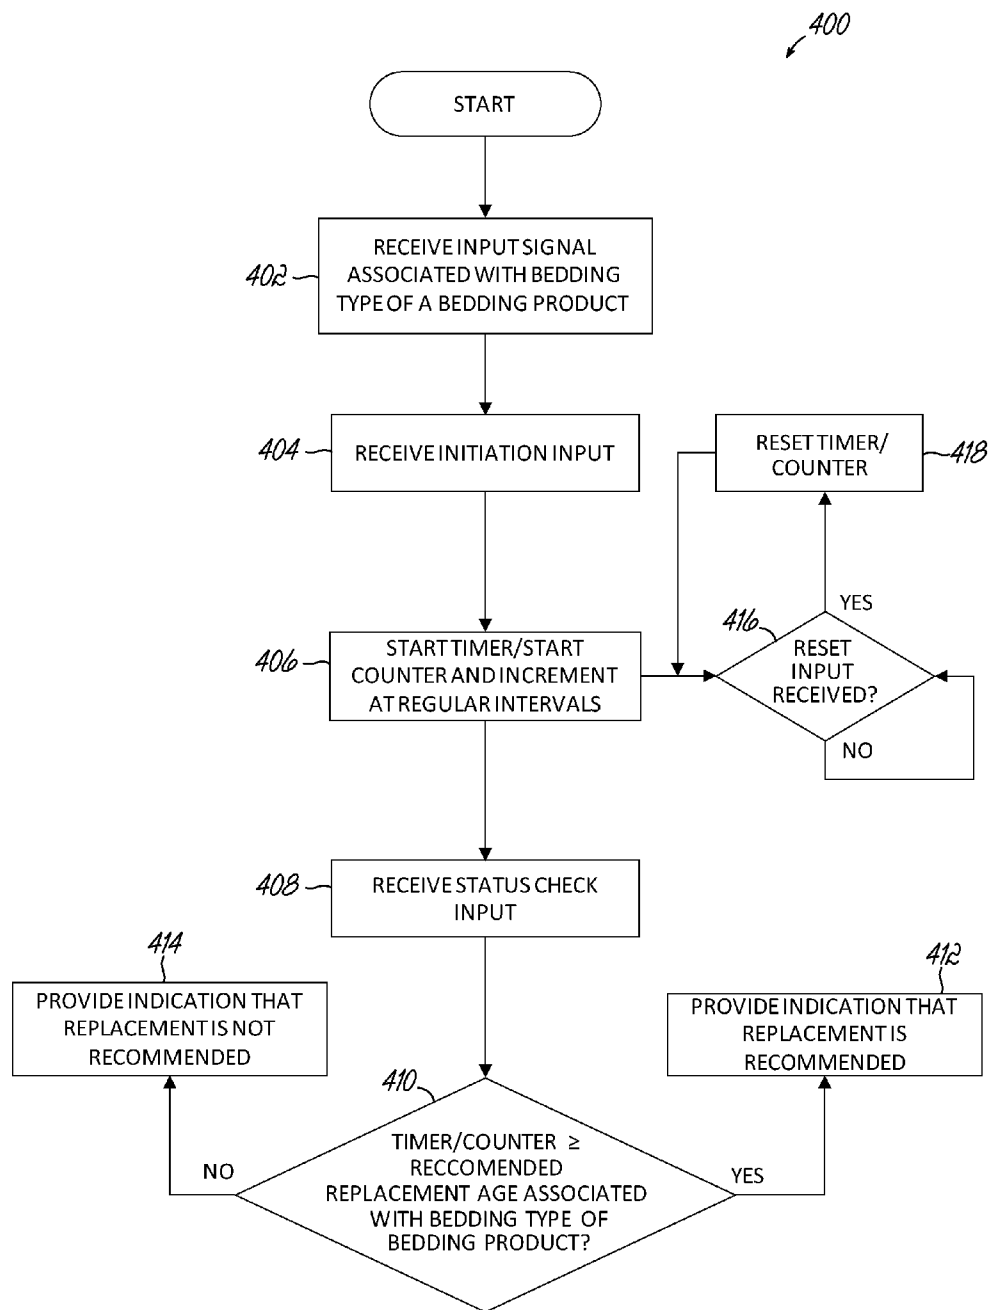 400
START
402
RECEIVE INPUT SIGNAL
ASSOCIATED WITH BEDDING
TYPE OF A BEDDING PRODUCT
404
RECEIVE INITIATION INPUT
RESET TIMER/
COUNTER
418
406
START TIMER/START
COUNTER AND INCREMENT
AT REGULAR INTERVALS
416
YES
RESET
INPUT
RECEIVED?
NO
408
RECEIVE STATUS CHECK
INPUT
414
PROVIDE INDICATION THAT
REPLACEMENT IS NOT
RECOMMENDED
412
PROVIDE INDICATION THAT
REPLACEMENT IS
RECOMMENDED
410
NO
TIMER/COUNTER ≥
RECCOMENDED
REPLACEMENT AGE ASSOCIATED
WITH BEDDING TYPE OF
BEDDING PRODUCT?
YES